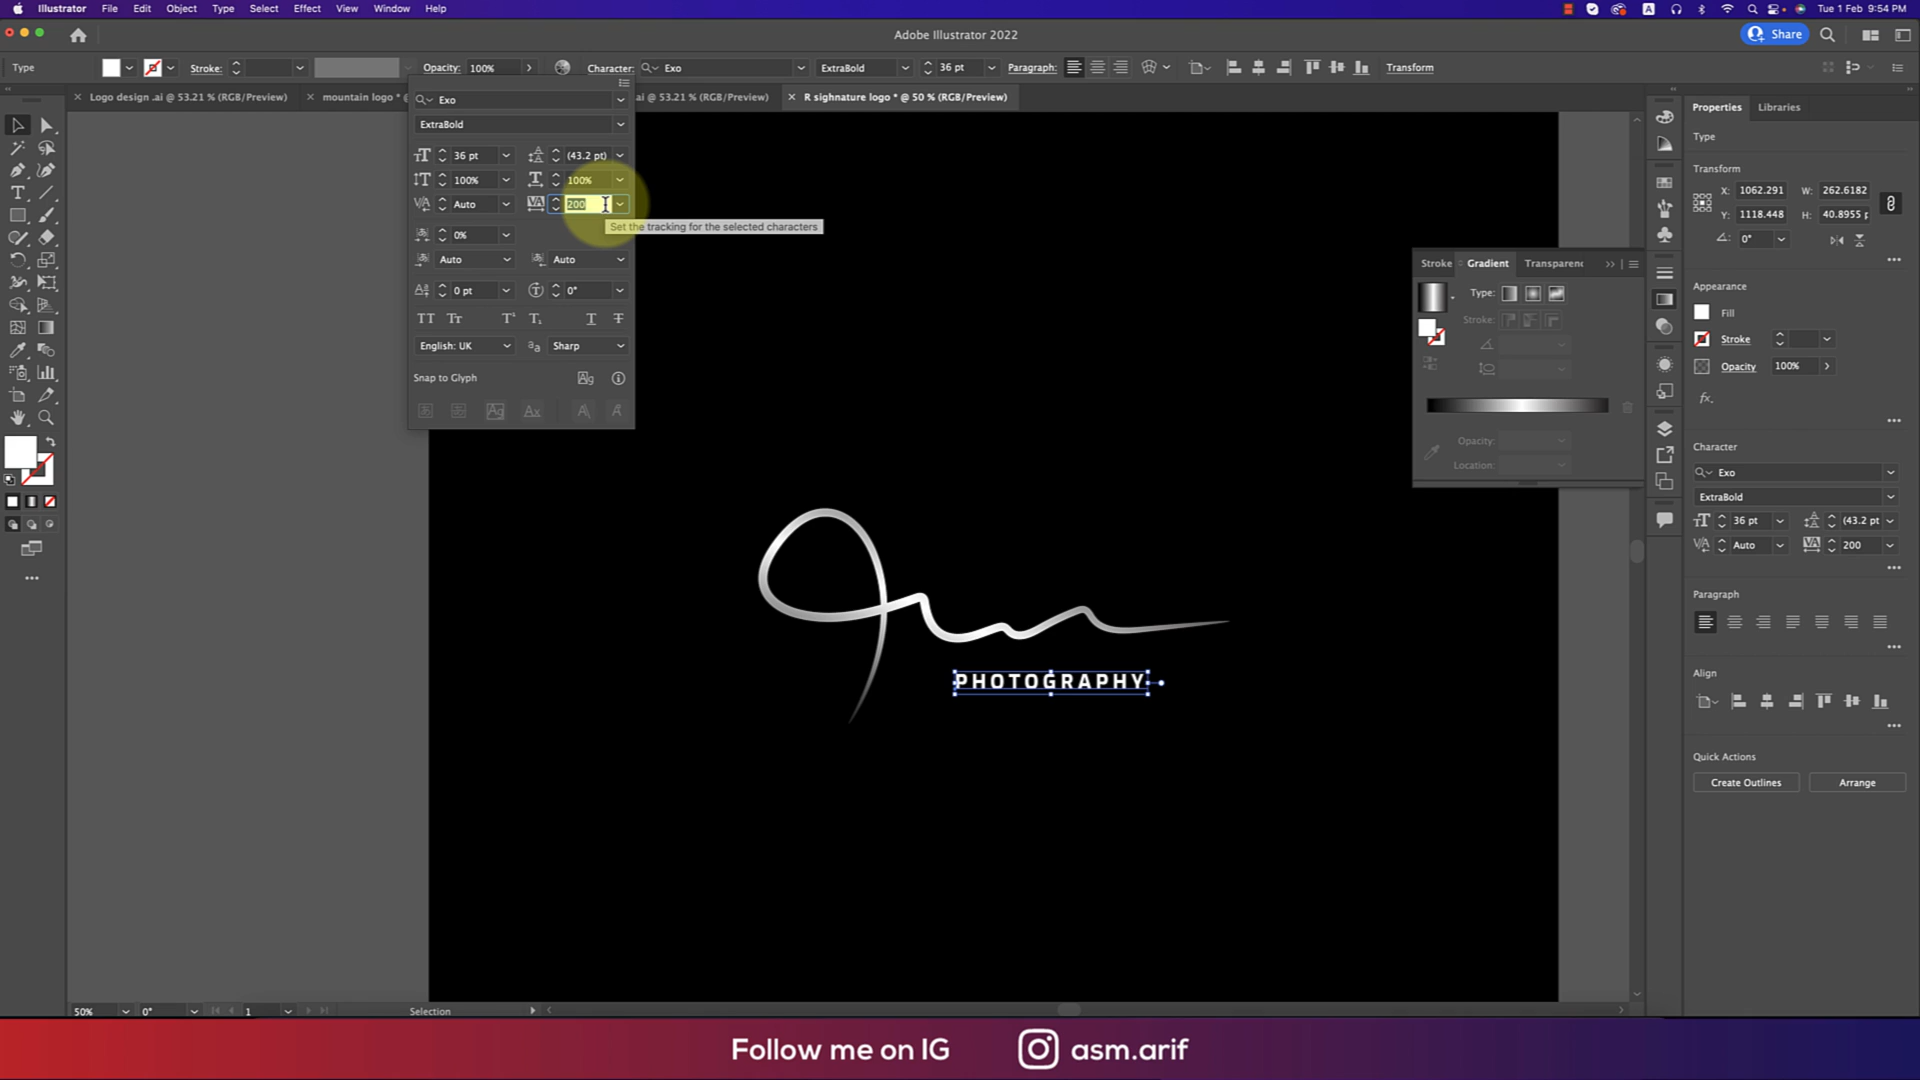 Illustrator File Edit Object Type Select Effect View Window Help
A Tue 1 Feb 9:54 PM
Adobe Illustrator 2022
Share
Type Stroke: Opacity: 100% Character: Exo ExtraBold 36 pt Paragraph: Transform
Logo design .ai @ 53.21 % (RGB/Preview)
mountain logo *
ai @ 53.21 % (RGB/Preview)
R sighnature logo * @ 50 % (RGB/Preview)
Exo
ExtraBold
36 pt (43.2 pt)
100% 100%
Auto 200
Set the tracking for the selected characters
0%
Auto Auto
0 pt 0°
English: UK Sharp
Snap to Glyph
PHOTOGRAPHY
Stroke Gradient Transparenc
Type:
Stroke:
Opacity:
Location:
Properties Libraries
Type
Transform
X: 1062.291 W: 262.6182
Y: 1118.448 H: 40.8955 p
0°
Appearance
Fill
Stroke
Opacity 100%
fx.
Character
Exo
ExtraBold
36 pt (43.2 pt
Auto 200
Paragraph
Align
Quick Actions
Create Outlines Arrange
50% 0° 1 Selection
Follow me on IG asm.arif